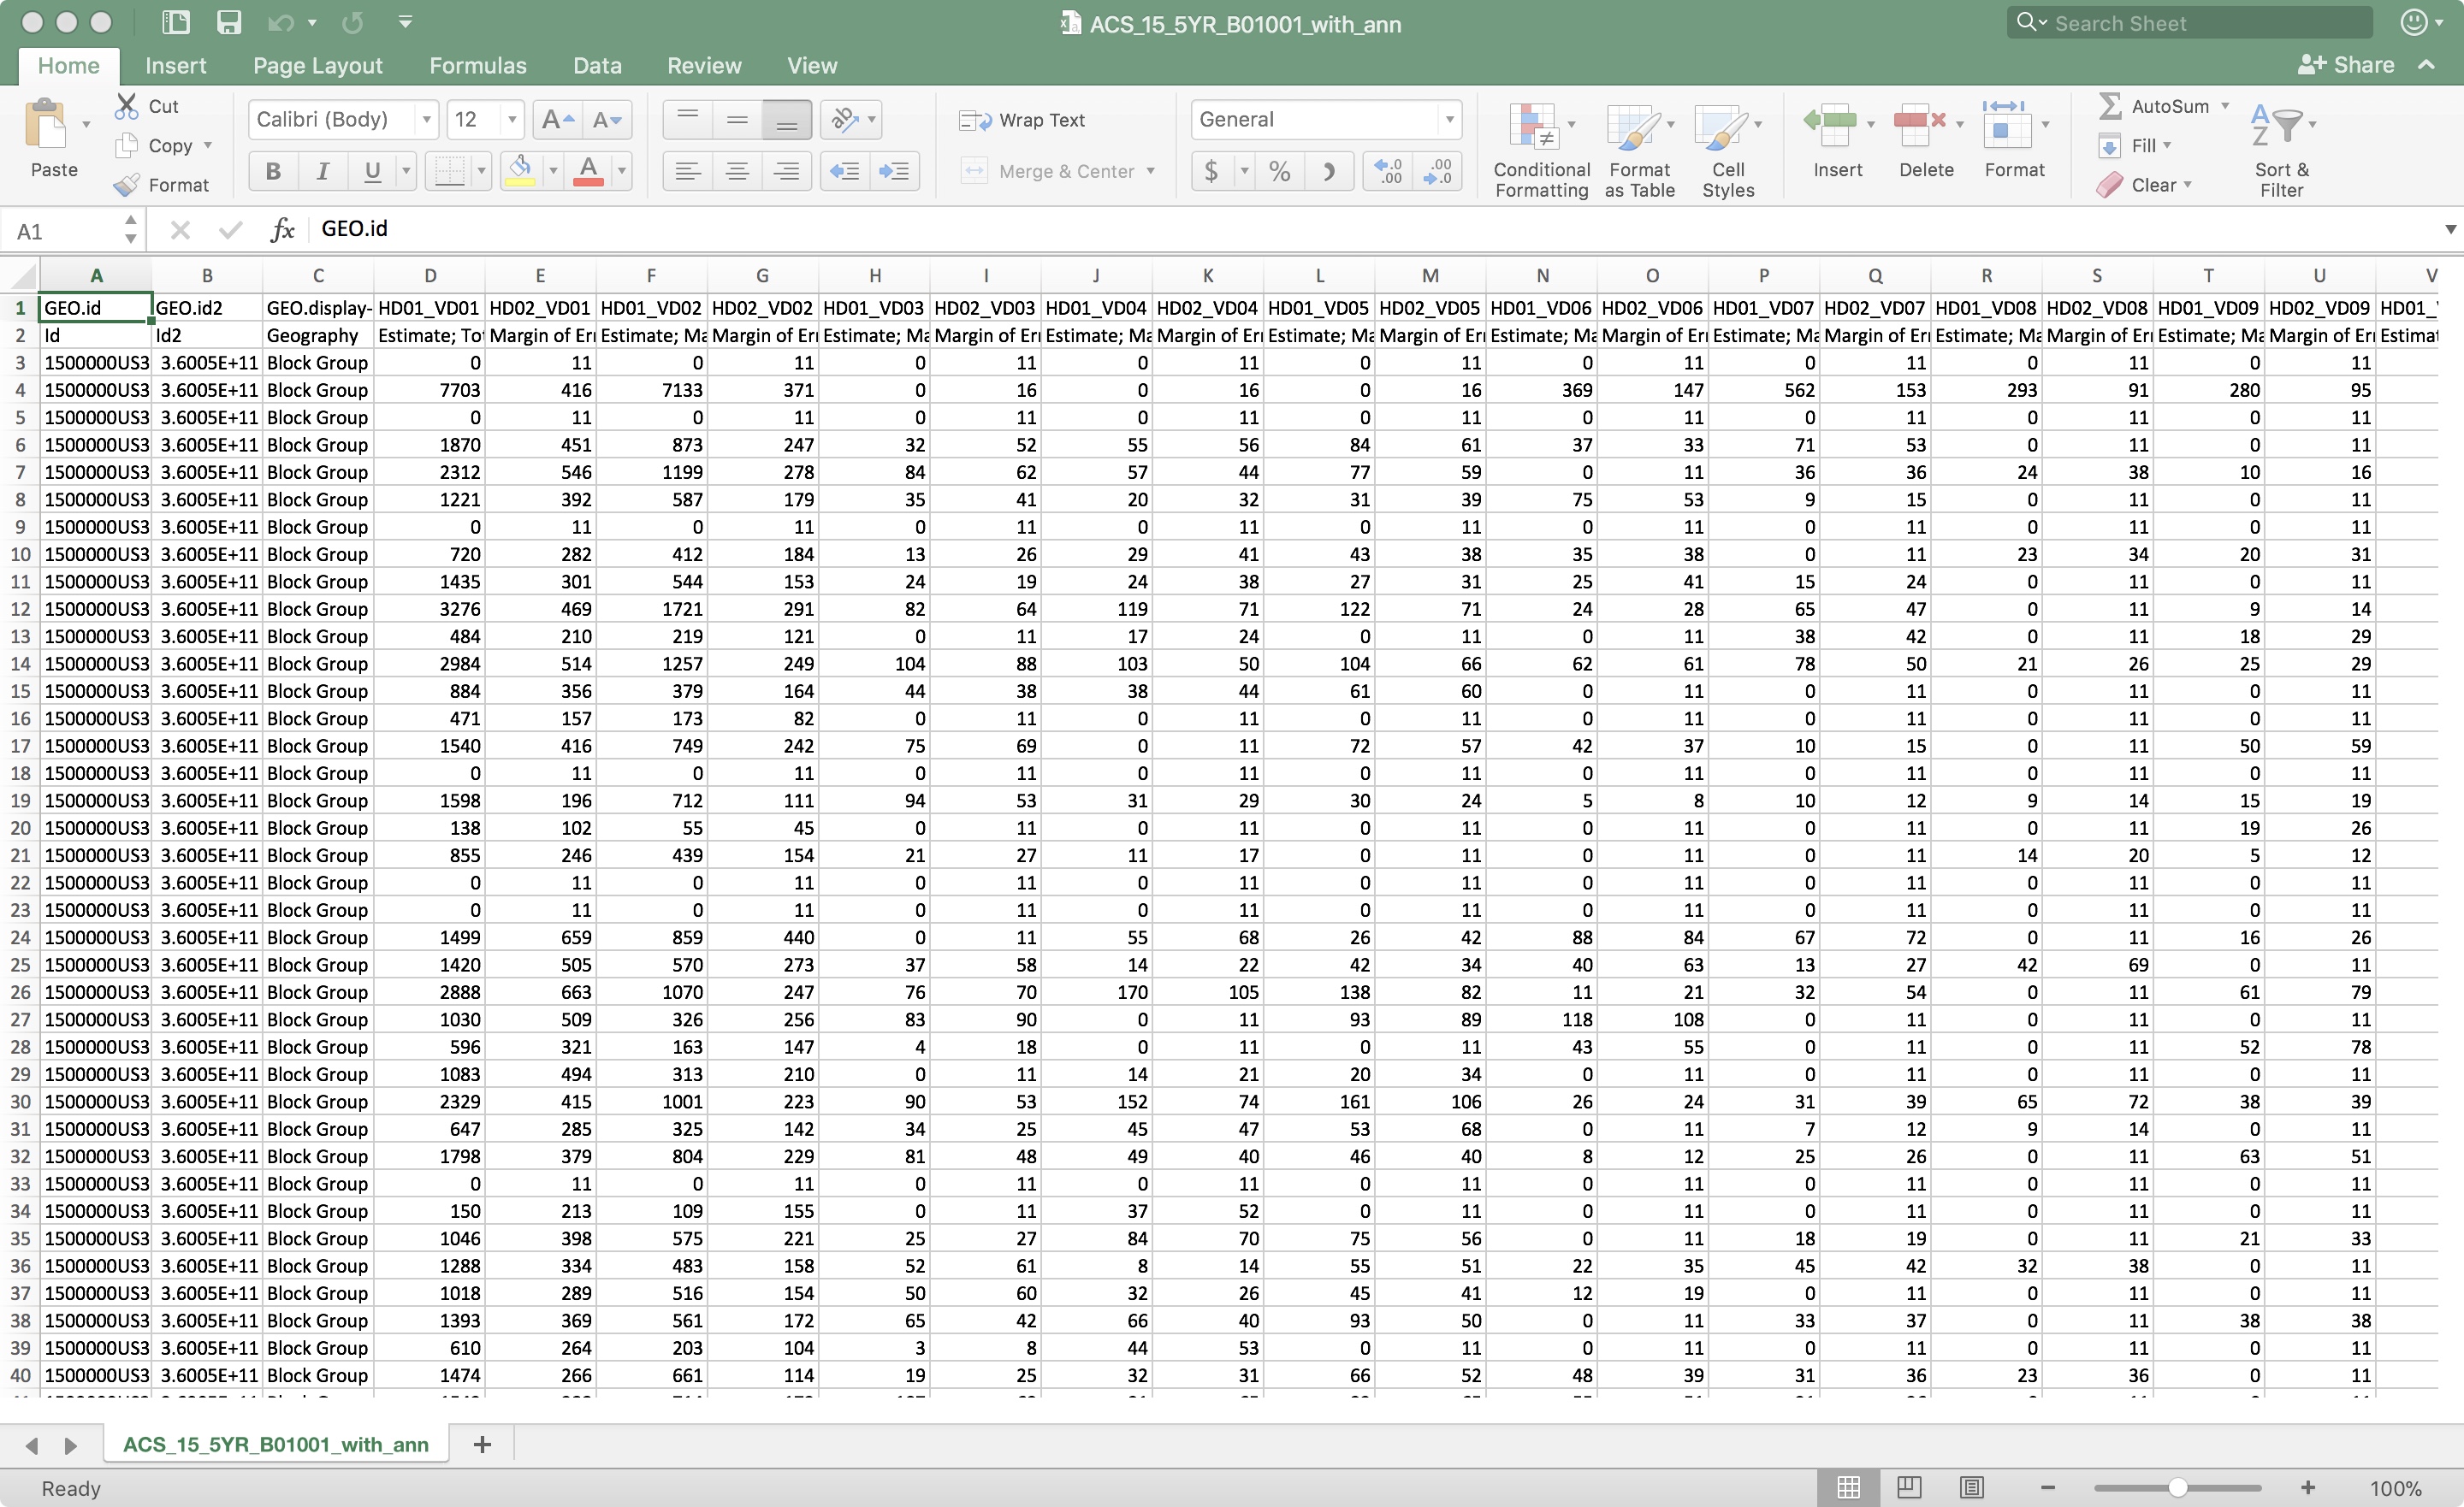 ACS_15_5YR_B01001_with_ann
Search Sheet
Home Insert Page Layout Formulas Data Review View Share
Paste
Cut
Copy
Format
Calibri (Body) 12
B I U
Wrap Text
Merge & Center
General
$ % .0 .00 .00 .0
Conditional Formatting
Format as Table
Cell Styles
Insert
Delete
Format
AutoSum
Fill
Clear
Sort & Filter
A1 fx GEO.id
A B C D E F G H I J K L M N O P Q R S T U V
1 GEO.id GEO.id2 GEO.display- HD01_VD01 HD02_VD01 HD01_VD02 HD02_VD02 HD01_VD03 HD02_VD03 HD01_VD04 HD02_VD04 HD01_VD05 HD02_VD05 HD01_VD06 HD02_VD06 HD01_VD07 HD02_VD07 HD01_VD08 HD02_VD08 HD01_VD09 HD02_VD09 HD01_
2 Id Id2 Geography Estimate; Tot Margin of Err Estimate; Ma Margin of Err Estimate; Ma Margin of Err Estimate; Ma Margin of Err Estimate; Ma Margin of Err Estimate; Ma Margin of Err Estimate; Ma Margin of Err Estimate; Ma Margin of Err Estimate; Ma Margin of Err Estimat
3 1500000US3 3.6005E+11 Block Group 0 11 0 11 0 11 0 11 0 11 0 11 0 11 0 11 0 11
4 1500000US3 3.6005E+11 Block Group 7703 416 7133 371 0 16 0 16 0 16 369 147 562 153 293 91 280 95
5 1500000US3 3.6005E+11 Block Group 0 11 0 11 0 11 0 11 0 11 0 11 0 11 0 11 0 11
6 1500000US3 3.6005E+11 Block Group 1870 451 873 247 32 52 55 56 84 61 37 33 71 53 0 11 0 11
7 1500000US3 3.6005E+11 Block Group 2312 546 1199 278 84 62 57 44 77 59 0 11 36 36 24 38 10 16
8 1500000US3 3.6005E+11 Block Group 1221 392 587 179 35 41 20 32 31 39 75 53 9 15 0 11 0 11
9 1500000US3 3.6005E+11 Block Group 0 11 0 11 0 11 0 11 0 11 0 11 0 11 0 11 0 11
10 1500000US3 3.6005E+11 Block Group 720 282 412 184 13 26 29 41 43 38 35 38 0 11 23 34 20 31
11 1500000US3 3.6005E+11 Block Group 1435 301 544 153 24 19 24 38 27 31 25 41 15 24 0 11 0 11
12 1500000US3 3.6005E+11 Block Group 3276 469 1721 291 82 64 119 71 122 71 24 28 65 47 0 11 9 14
13 1500000US3 3.6005E+11 Block Group 484 210 219 121 0 11 17 24 0 11 0 11 38 42 0 11 18 29
14 1500000US3 3.6005E+11 Block Group 2984 514 1257 249 104 88 103 50 104 66 62 61 78 50 21 26 25 29
15 1500000US3 3.6005E+11 Block Group 884 356 379 164 44 38 38 44 61 60 0 11 0 11 0 11 0 11
16 1500000US3 3.6005E+11 Block Group 471 157 173 82 0 11 0 11 0 11 0 11 0 11 0 11 0 11
17 1500000US3 3.6005E+11 Block Group 1540 416 749 242 75 69 0 11 72 57 42 37 10 15 0 11 50 59
18 1500000US3 3.6005E+11 Block Group 0 11 0 11 0 11 0 11 0 11 0 11 0 11 0 11 0 11
19 1500000US3 3.6005E+11 Block Group 1598 196 712 111 94 53 31 29 30 24 5 8 10 12 9 14 15 19
20 1500000US3 3.6005E+11 Block Group 138 102 55 45 0 11 0 11 0 11 0 11 0 11 0 11 19 26
21 1500000US3 3.6005E+11 Block Group 855 246 439 154 21 27 11 17 0 11 0 11 0 11 14 20 5 12
22 1500000US3 3.6005E+11 Block Group 0 11 0 11 0 11 0 11 0 11 0 11 0 11 0 11 0 11
23 1500000US3 3.6005E+11 Block Group 0 11 0 11 0 11 0 11 0 11 0 11 0 11 0 11 0 11
24 1500000US3 3.6005E+11 Block Group 1499 659 859 440 0 11 55 68 26 42 88 84 67 72 0 11 16 26
25 1500000US3 3.6005E+11 Block Group 1420 505 570 273 37 58 14 22 42 34 40 63 13 27 42 69 0 11
26 1500000US3 3.6005E+11 Block Group 2888 663 1070 247 76 70 170 105 138 82 11 21 32 54 0 11 61 79
27 1500000US3 3.6005E+11 Block Group 1030 509 326 256 83 90 0 11 93 89 118 108 0 11 0 11 0 11
28 1500000US3 3.6005E+11 Block Group 596 321 163 147 4 18 0 11 0 11 43 55 0 11 0 11 52 78
29 1500000US3 3.6005E+11 Block Group 1083 494 313 210 0 11 14 21 20 34 0 11 0 11 0 11 0 11
30 1500000US3 3.6005E+11 Block Group 2329 415 1001 223 90 53 152 74 161 106 26 24 31 39 65 72 38 39
31 1500000US3 3.6005E+11 Block Group 647 285 325 142 34 25 45 47 53 68 0 11 7 12 9 14 0 11
32 1500000US3 3.6005E+11 Block Group 1798 379 804 229 81 48 49 40 46 40 8 12 25 26 0 11 63 51
33 1500000US3 3.6005E+11 Block Group 0 11 0 11 0 11 0 11 0 11 0 11 0 11 0 11 0 11
34 1500000US3 3.6005E+11 Block Group 150 213 109 155 0 11 37 52 0 11 0 11 0 11 0 11 0 11
35 1500000US3 3.6005E+11 Block Group 1046 398 575 221 25 27 84 70 75 56 0 11 18 19 0 11 21 33
36 1500000US3 3.6005E+11 Block Group 1288 334 483 158 52 61 8 14 55 51 22 35 45 42 32 38 0 11
37 1500000US3 3.6005E+11 Block Group 1018 289 516 154 50 60 32 26 45 41 12 19 0 11 0 11 0 11
38 1500000US3 3.6005E+11 Block Group 1393 369 561 172 65 42 66 40 93 50 0 11 33 37 0 11 38 38
39 1500000US3 3.6005E+11 Block Group 610 264 203 104 3 8 44 53 0 11 0 11 0 11 0 11 0 11
40 1500000US3 3.6005E+11 Block Group 1474 266 661 114 19 25 32 31 66 52 48 39 31 36 23 36 0 11
ACS_15_5YR_B01001_with_ann
Ready 100%